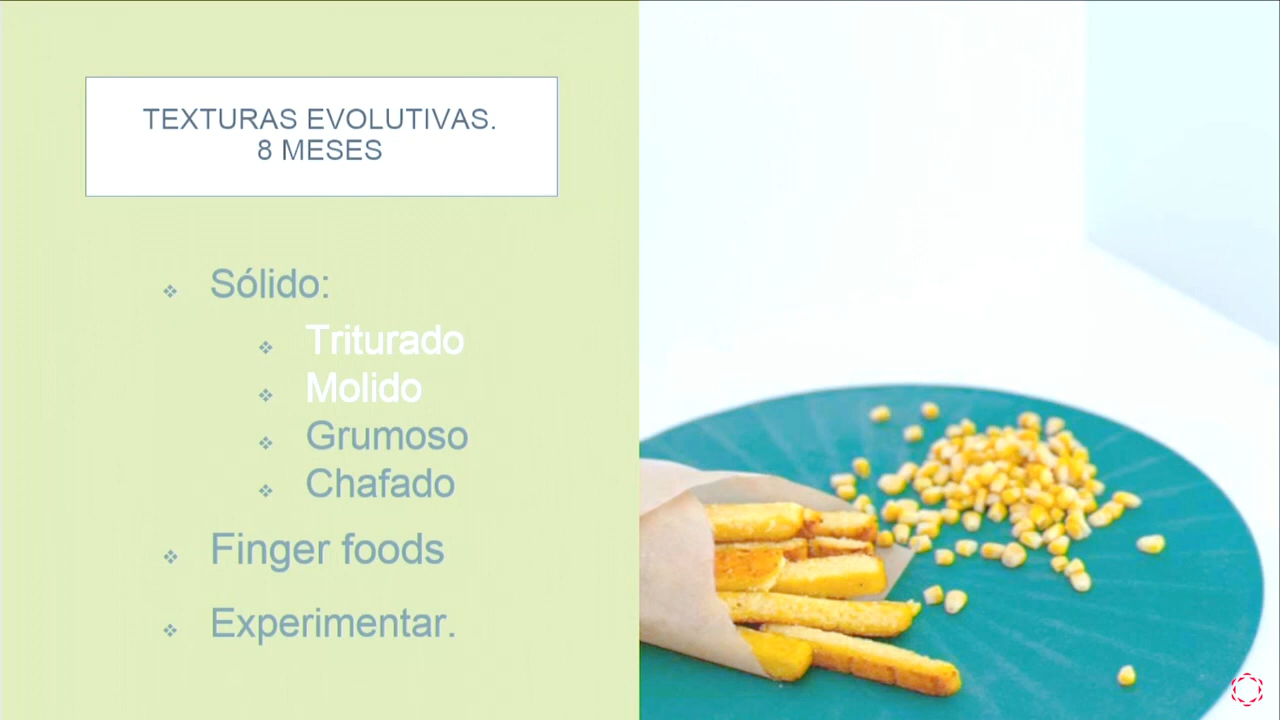 TEXTURAS EVOLUTIVAS.
8 MESES
Sólido:
Triturado
Molido
Grumoso
Chafado
Finger foods
Experimentar.